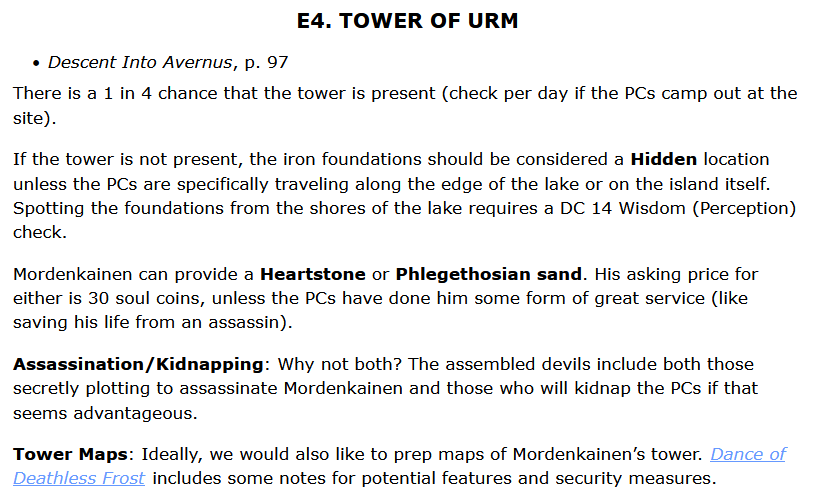 E4. TOWER OF URM
• Descent Into Avernus, p. 97
There is a 1 in 4 chance that the tower is present (check per day if the PCs camp out at the
site).
If the tower is not present, the iron foundations should be considered a Hidden location
unless the PCs are specifically traveling along the edge of the lake or on the island itself.
Spotting the foundations from the shores of the lake requires a DC 14 Wisdom (Perception)
check.
Mordenkainen can provide a Heartstone or Phlegethosian sand. His asking price for
either is 30 soul coins, unless the PCs have done him some form of great service (like
saving his life from an assassin).
Assassination/Kidnapping: Why not both? The assembled devils include both those
secretly plotting to assassinate Mordenkainen and those who will kidnap the PCs if that
seems advantageous.
Tower Maps: Ideally, we would also like to prep maps of Mordenkainen’s tower. Dance of
Deathless Frost includes some notes for potential features and security measures.